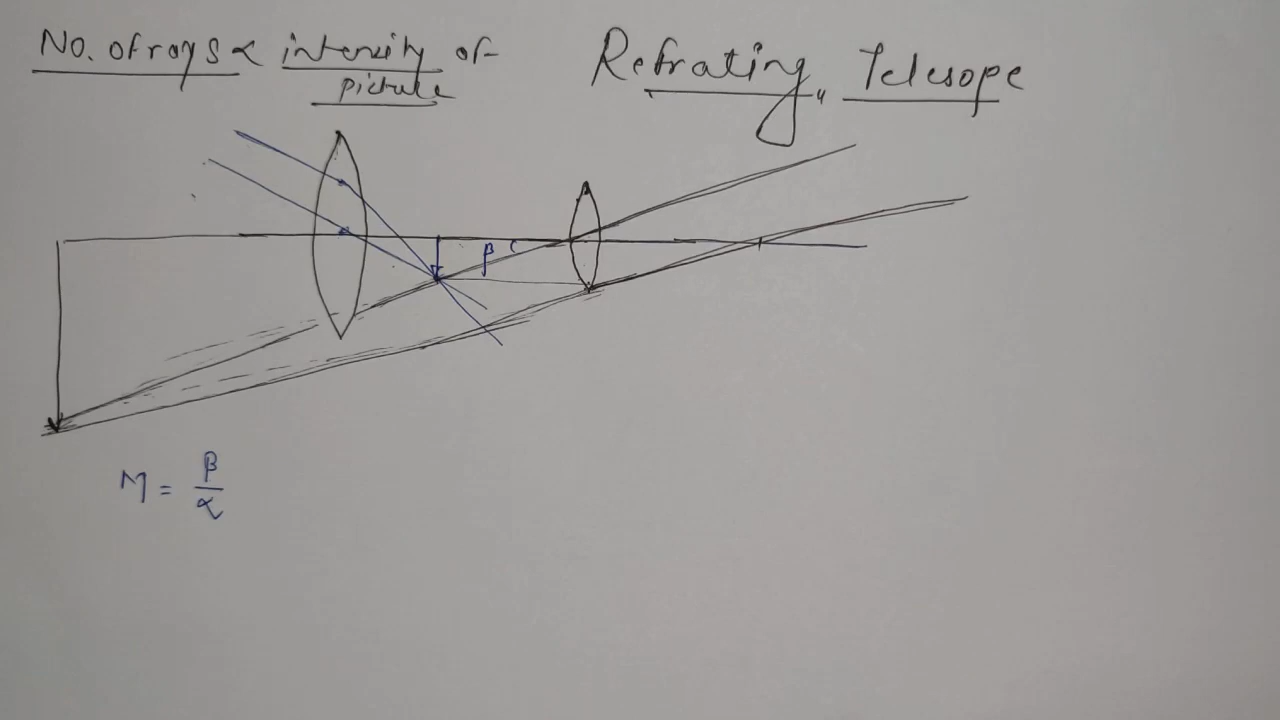 No. of rays ∝ intensity of
picture
Refrating Telesope
β
M = β/α